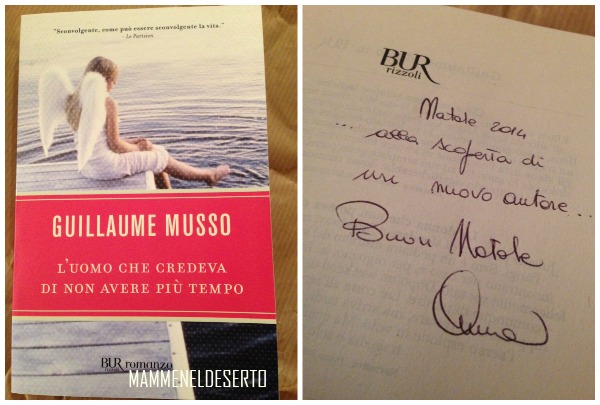 "Sconvolgente, come può essere sconvolgente la vita."
- Le Parisien
GUILLAUME MUSSO
L'UOMO CHE CREDEVA
DI NON AVERE PIÙ TEMPO
BUR romanzo
MAMMENELDESERTO
BUR
rizzoli
Natale 2014
... alla scoperta di
un nuovo autore...
Buon Natale